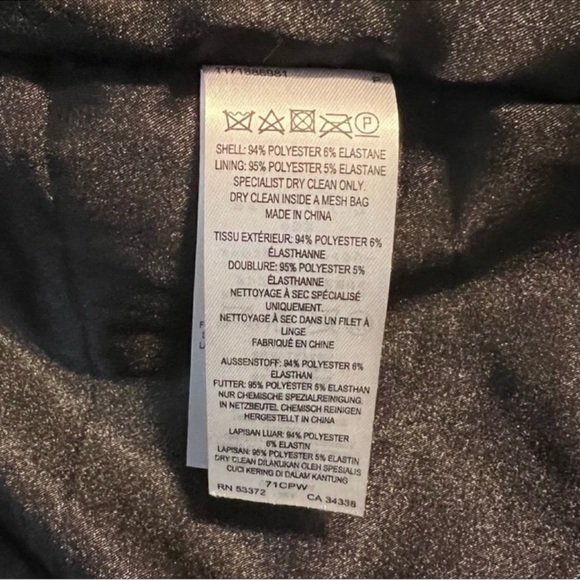 1171886981
P
SHELL: 94% POLYESTER 6% ELASTANE
LINING: 95% POLYESTER 5% ELASTANE
SPECIALIST DRY CLEAN ONLY.
DRY CLEAN INSIDE A MESH BAG
MADE IN CHINA
TISSU EXTÉRIEUR: 94% POLYESTER 6%
ÉLASTHANNE
DOUBLURE: 95% POLYESTER 5%
ÉLASTHANNE
NETTOYAGE À SEC SPÉCIALISÉ
UNIQUEMENT.
NETTOYAGE À SEC DANS UN FILET À
LINGE
FABRIQUÉ EN CHINE
AUSSENSTOFF: 94% POLYESTER 6%
ELASTHAN
FUTTER: 95% POLYESTER 5% ELASTHAN
NUR CHEMISCHE SPEZIALREINIGUNG.
IN NETZBEUTEL CHEMISCH REINIGEN
HERGESTELLT IN CHINA
LAPISAN LUAR: 94% POLYESTER
6% ELASTIN
LAPISAN: 95% POLYESTER 5% ELASTIN
DRY CLEAN DILAKUKAN OLEH SPESIALIS
CUCI KERING DI DALAM KANTUNG
71CPW
RN 53372 CA 34338